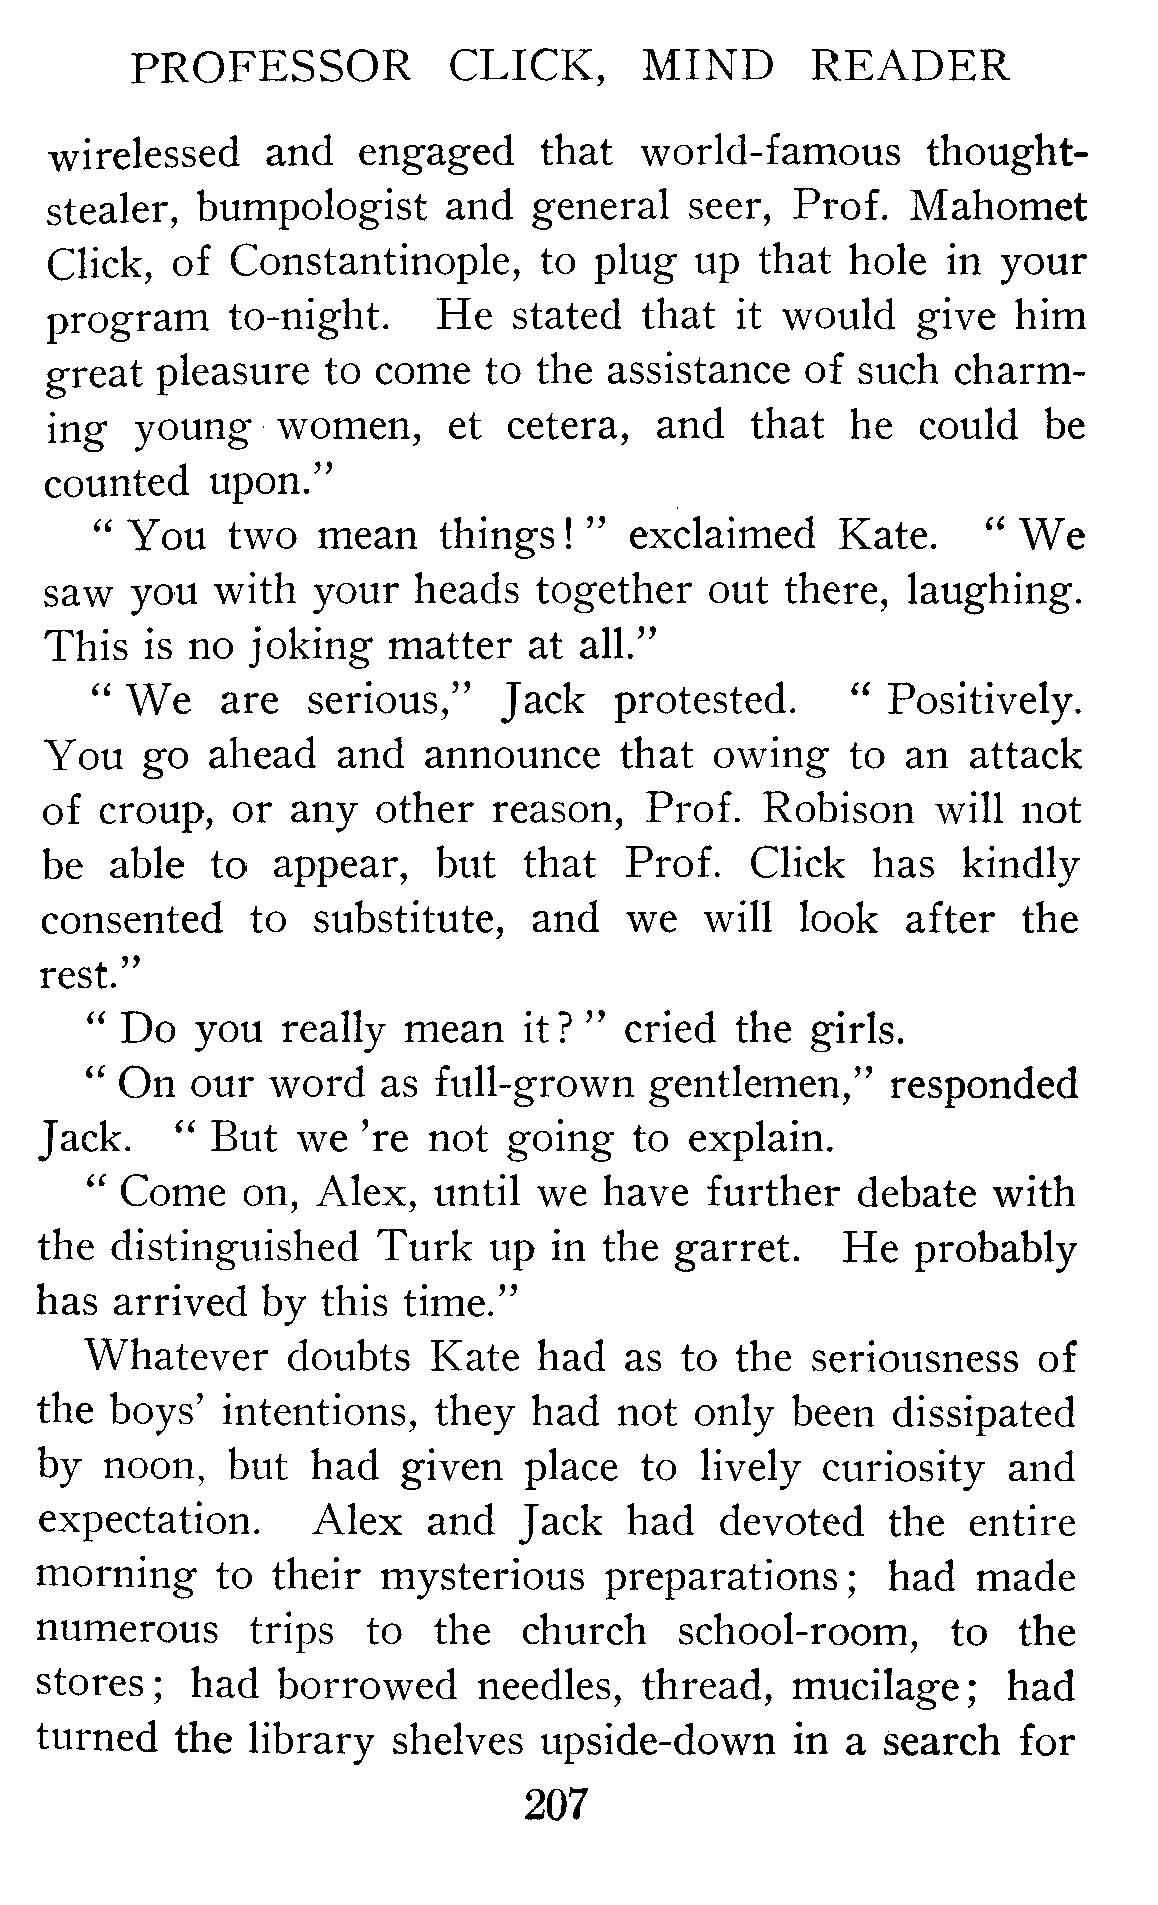 PROFESSOR CLICK, MIND READER
wirelessed and engaged that world-famous thought-
stealer, bumpologist and general seer, Prof. Mahomet
Click, of Constantinople, to plug up that hole in your
program to-night. He stated that it would give him
great pleasure to come to the assistance of such charm-
ing young women, et cetera, and that he could be
counted upon.”
“ You two mean things! ” exclaimed Kate. “ We
saw you with your heads together out there, laughing.
This is no joking matter at all.”
“ We are serious,” Jack protested. “ Positively.
You go ahead and announce that owing to an attack
of croup, or any other reason, Prof. Robison will not
be able to appear, but that Prof. Click has kindly
consented to substitute, and we will look after the
rest.”
“ Do you really mean it? ” cried the girls.
“ On our word as full-grown gentlemen,” responded
Jack. “ But we ’re not going to explain.
“ Come on, Alex, until we have further debate with
the distinguished Turk up in the garret. He probably
has arrived by this time.”
Whatever doubts Kate had as to the seriousness of
the boys’ intentions, they had not only been dissipated
by noon, but had given place to lively curiosity and
expectation. Alex and Jack had devoted the entire
morning to their mysterious preparations; had made
numerous trips to the church school-room, to the
stores; had borrowed needles, thread, mucilage; had
turned the library shelves upside-down in a search for
207